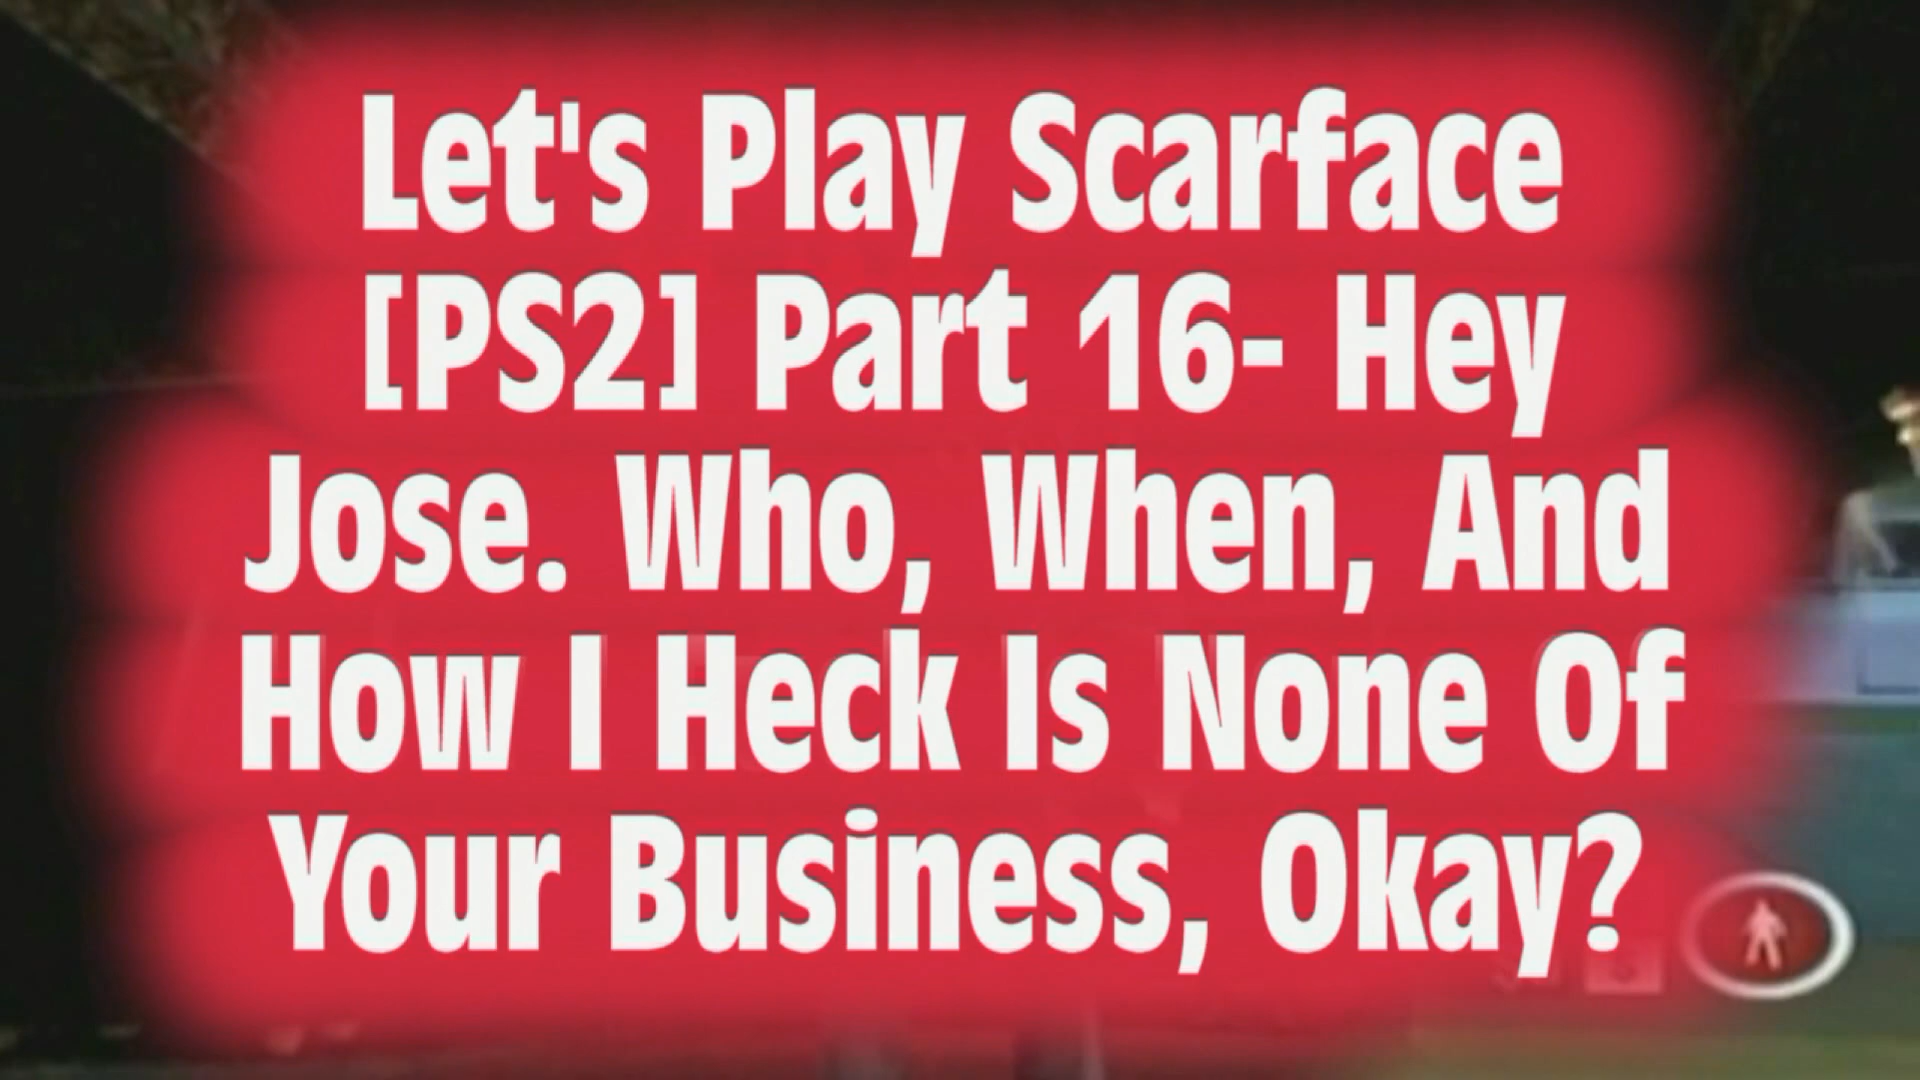 Let's Play Scarface
[PS2] Part 16- Hey
Jose. Who, When, And
How I Heck Is None Of
Your Business, Okay?